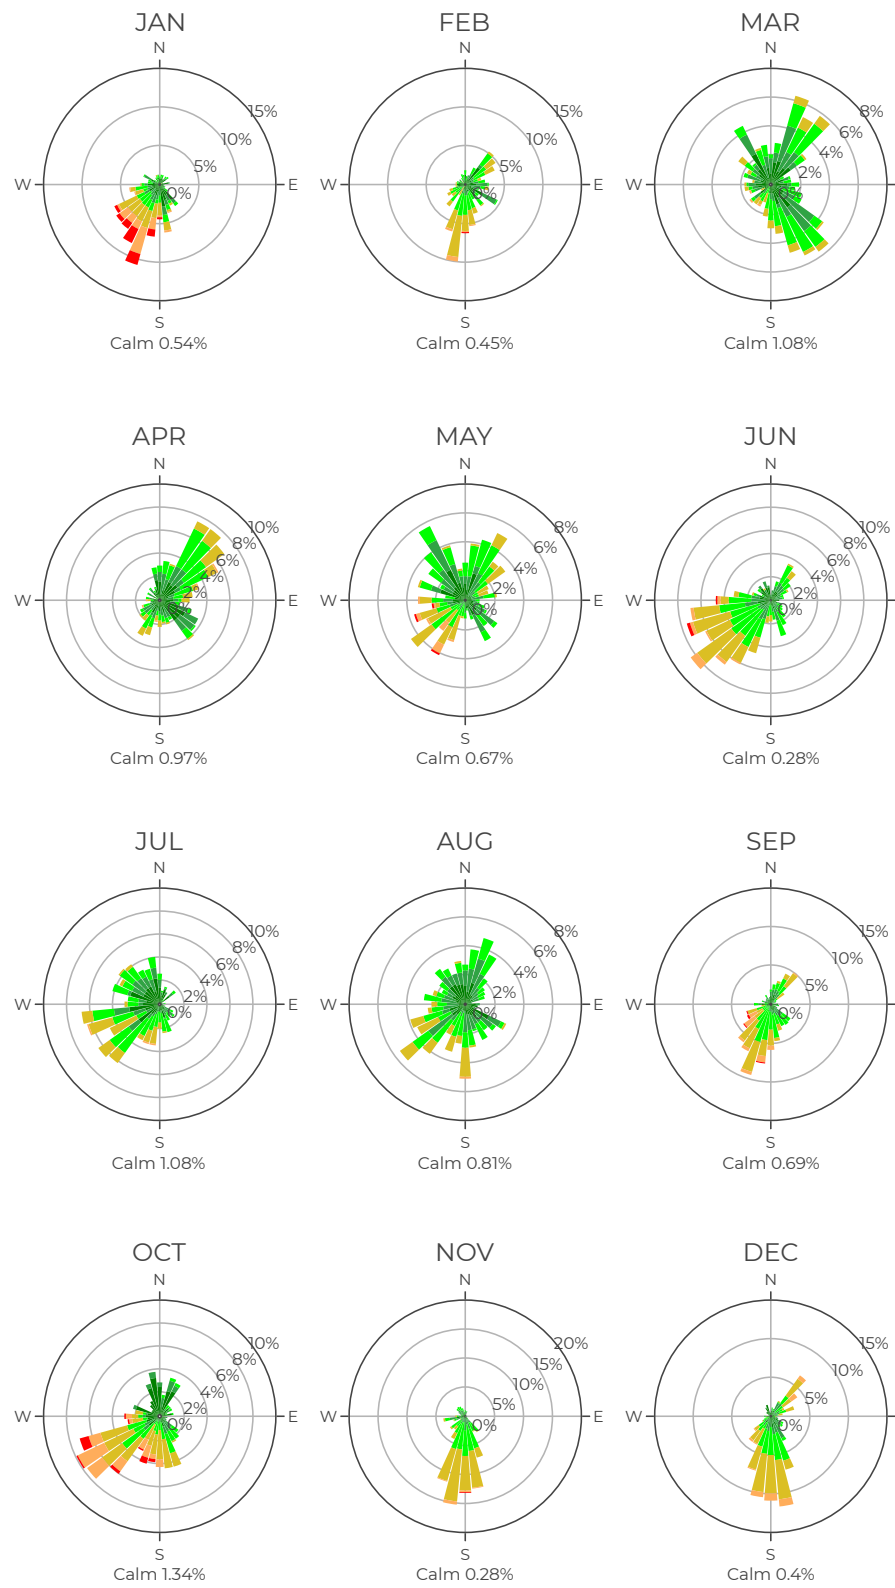 JAN FEB MAR
N N N
15% 15% 8%
10% 10% 6%
5% 5% 4%
2%
W 0% E W 0% E W 0%
S S S
Calm 0.54% Calm 0.45% Calm 1.08%
APR MAY JUN
N N N
10% 8% 10%
8% 6% 8%
6% 4% 6%
4% 2% 4%
2% 2%
W 0% E W 0% E W 0%
S S S
Calm 0.97% Calm 0.67% Calm 0.28%
JUL AUG SEP
N N N
10% 8% 15%
8% 6% 10%
6% 4% 5%
4% 2%
2%
W 0% E W 0% E W 0%
S S S
Calm 1.08% Calm 0.81% Calm 0.69%
OCT NOV DEC
N N N
10% 20% 15%
8% 15% 10%
6% 10% 5%
4% 5%
2%
W 0% E W 0% E W 0%
S S S
Calm 1.34% Calm 0.28% Calm 0.4%